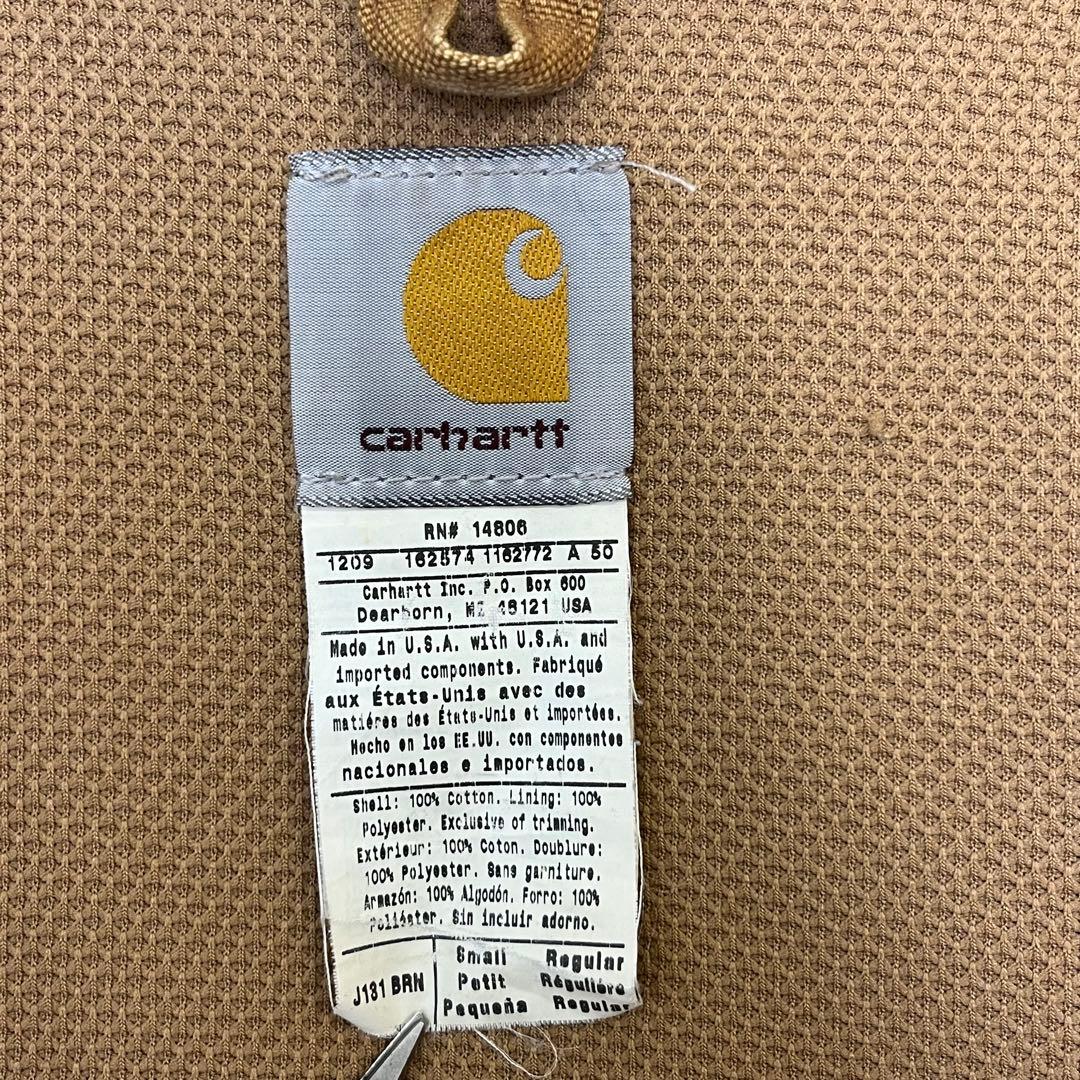 carhartt
RN# 14806
1209 162574 1162772 A 50
Carhartt Inc. P.O. Box 600
Dearborn, MI 48121 USA
Made in U.S.A. with U.S.A. and
imported components. Fabriqué
aux États-Unis avec des
matiéres des États-Unis et importées.
Hecho en los EE.UU. con componentes
nacionales e importados.
Shell: 100% Cotton. Lining: 100%
Polyester. Exclusive of trimming.
Extérieur: 100% Coton. Doublure:
100% Polyester. Sans garniture.
Armazón: 100% Algodón. Forro: 100%
Poliéster. Sin incluir adorno.
J131 BRN
Small Regular
Petit Réguliére
Pequeña Regular